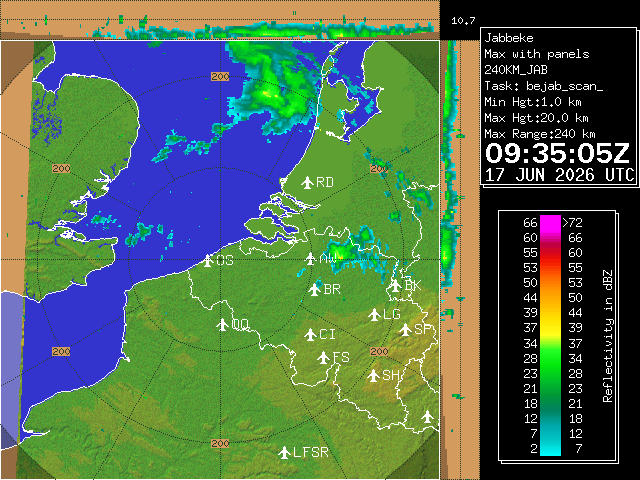 10.7
Jabbeke
Max with panels
240KM_JAB
Task: bejab_scan_
Min Hgt:1.0 km
Max Hgt:20.0 km
Max Range:240 km
09:35:05Z
17 JUN 2026 UTC
200
200
200
RD
OS
AW
BR
BK
QQ
LG
CI
SP
200
FS
200
SH
200
LFSR
66 >72
60 66
55 60
53 55
50 53
44 50
39 44
37 39
34 37
28 34
23 28
21 23
18 21
12 18
7 12
2 7
Reflectivity in dBZ